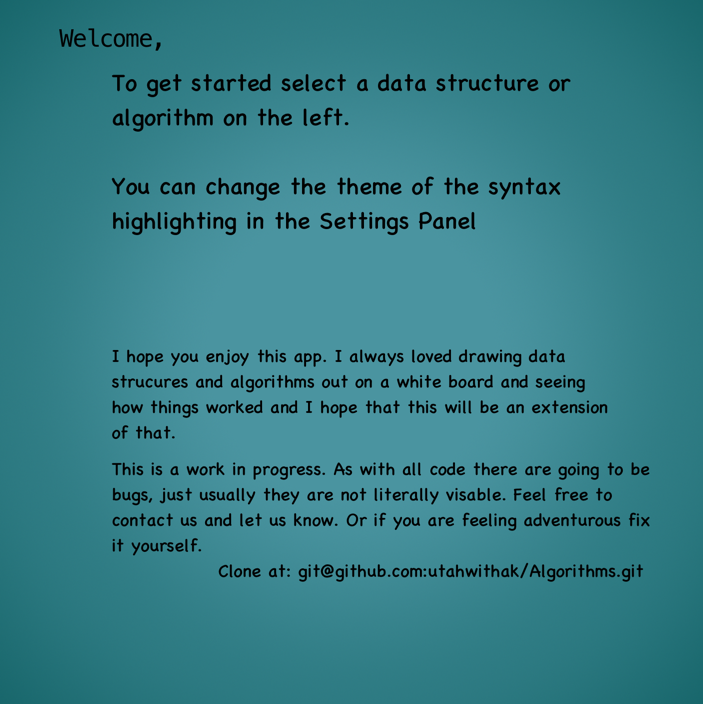 Welcome,
To get started select a data structure or
algorithm on the left.
You can change the theme of the syntax
highlighting in the Settings Panel
I hope you enjoy this app. I always loved drawing data
strucures and algorithms out on a white board and seeing
how things worked and I hope that this will be an extension
of that.
This is a work in progress. As with all code there are going to be
bugs, just usually they are not literally visable. Feel free to
contact us and let us know. Or if you are feeling adventurous fix
it yourself.
Clone at: git@github.com:utahwithak/Algorithms.git